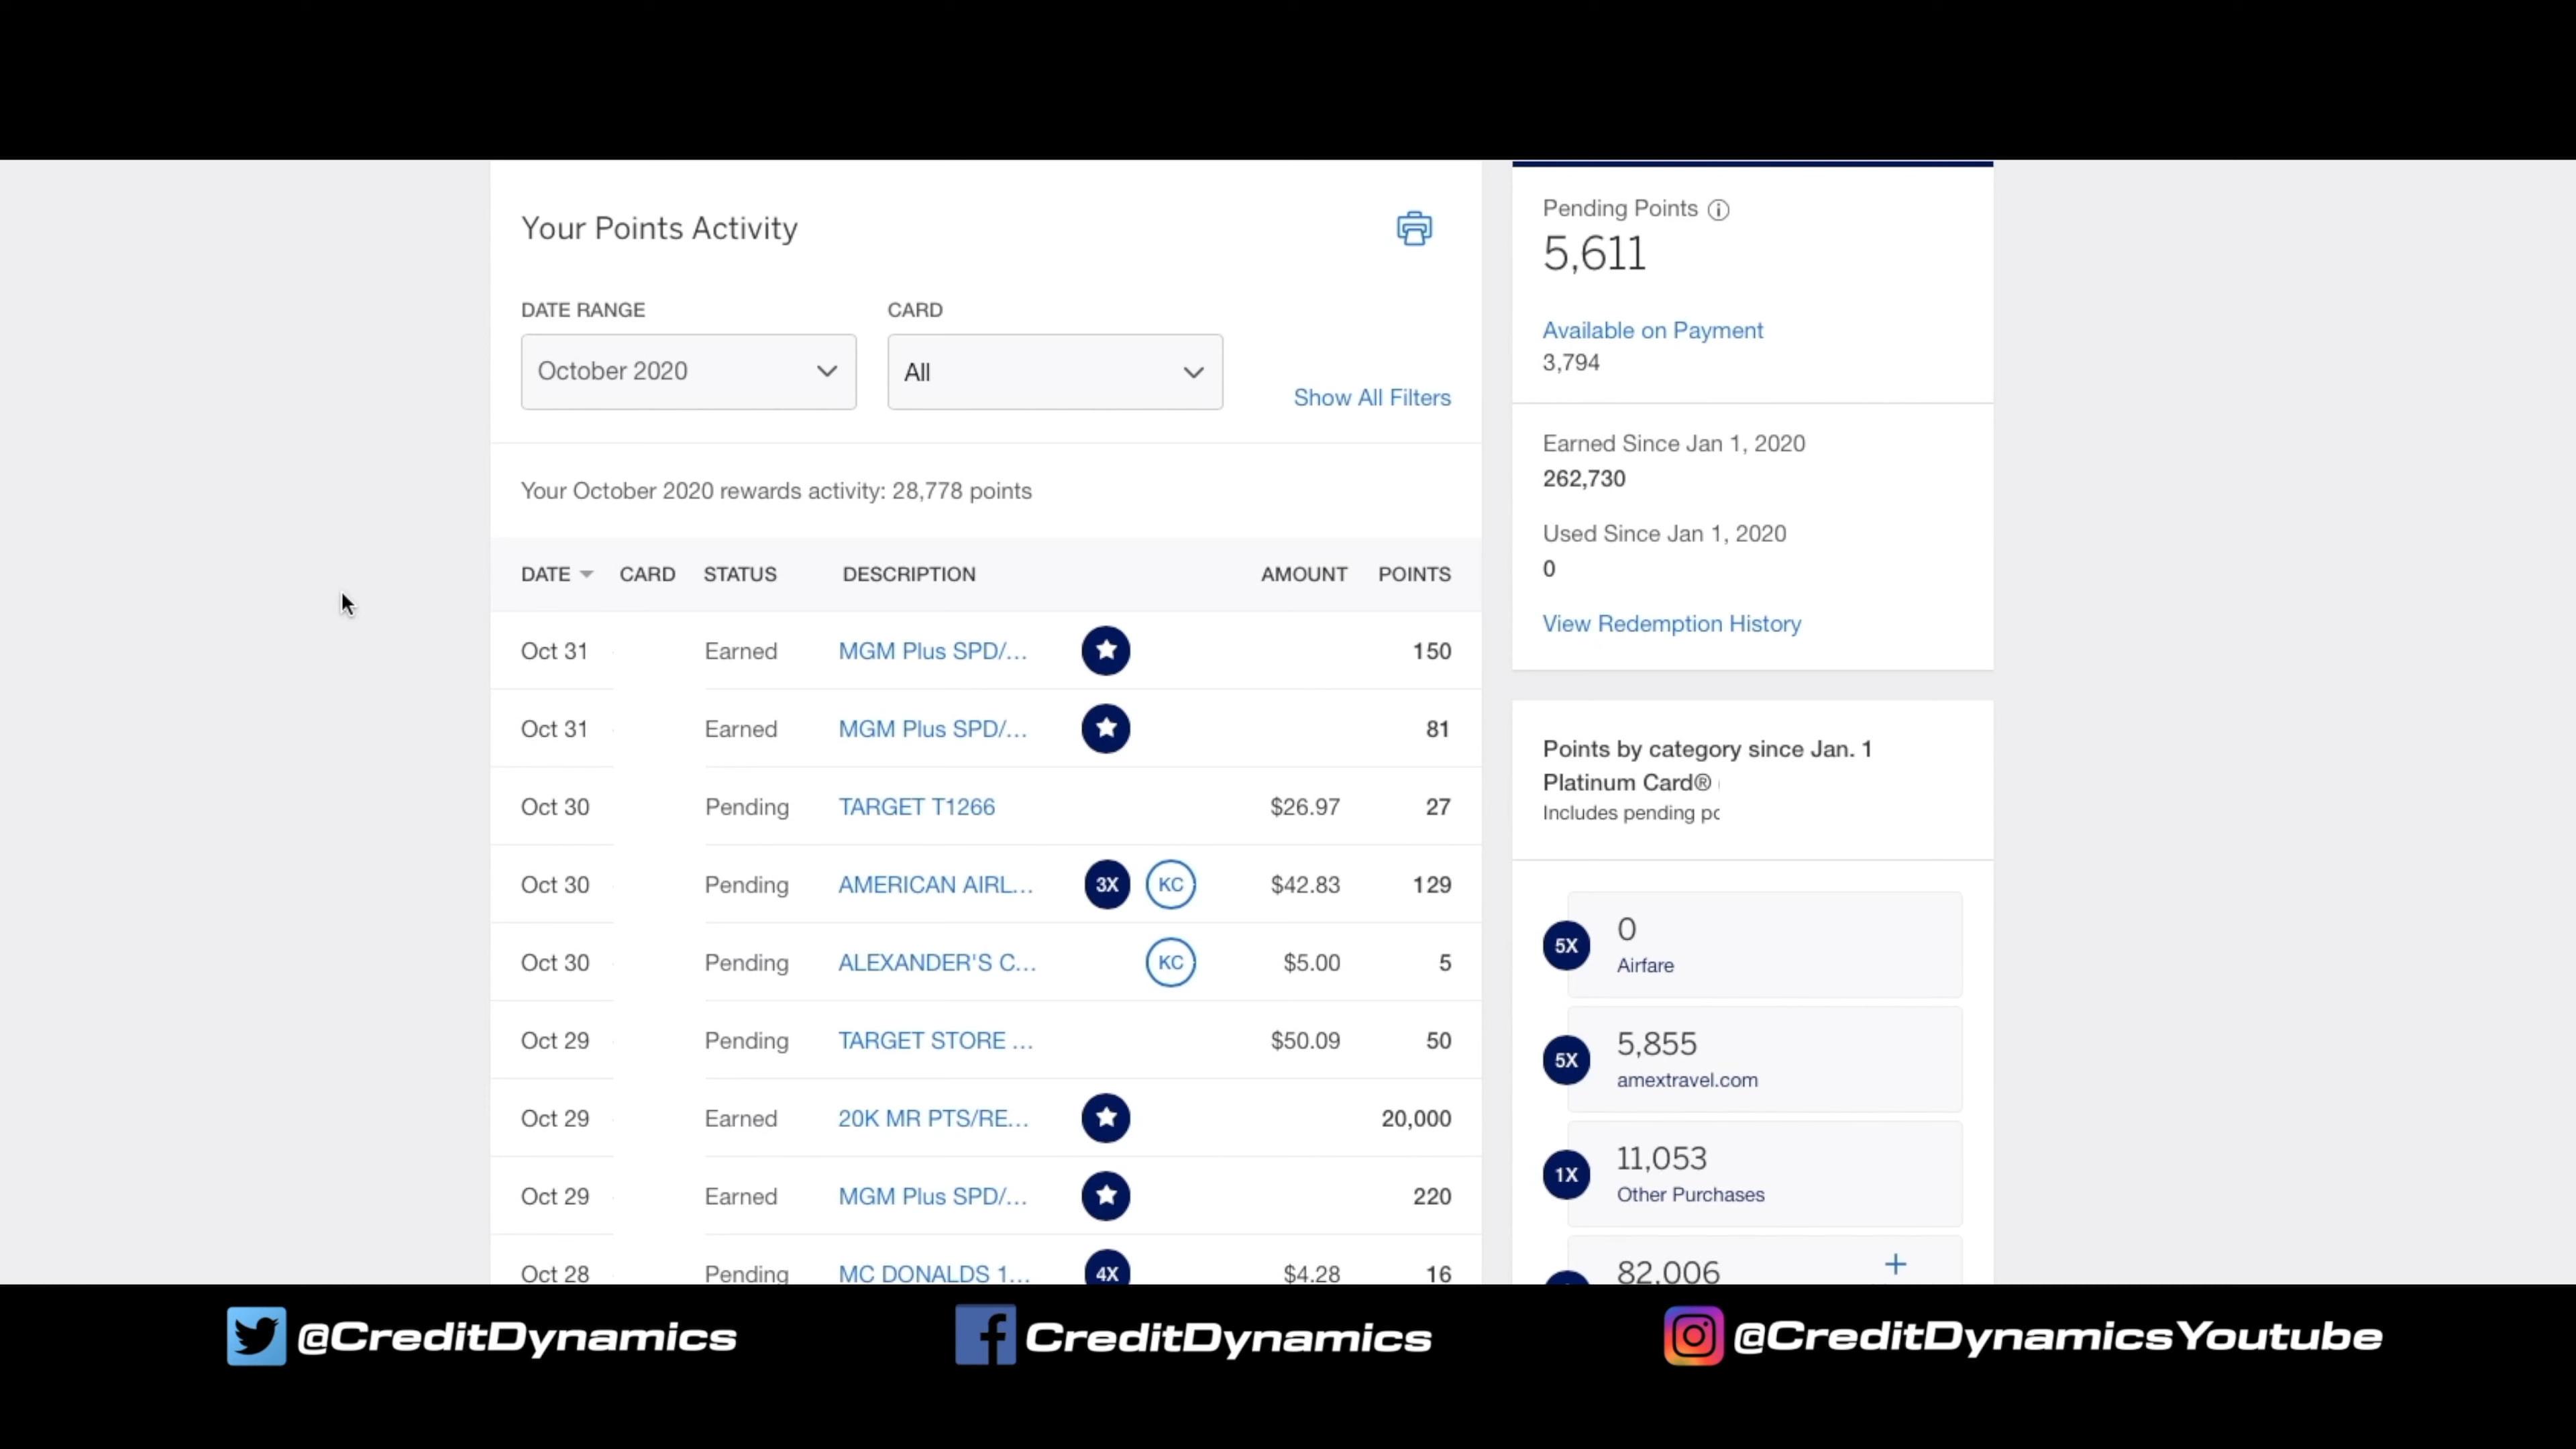 Your Points Activity
DATE RANGE
CARD
October 2020
All
Show All Filters
Your October 2020 rewards activity: 28,778 points
DATE CARD STATUS DESCRIPTION AMOUNT POINTS
Oct 31 Earned MGM Plus SPD/... 150
Oct 31 Earned MGM Plus SPD/... 81
Oct 30 Pending TARGET T1266 $26.97 27
Oct 30 Pending AMERICAN AIRL... 3X KC $42.83 129
Oct 30 Pending ALEXANDER'S C... KC $5.00 5
Oct 29 Pending TARGET STORE ... $50.09 50
Oct 29 Earned 20K MR PTS/RE... 20,000
Oct 29 Earned MGM Plus SPD/... 220
Oct 28 Pending MC DONALDS 1... 4X $4.28 16
Pending Points
5,611
Available on Payment
3,794
Earned Since Jan 1, 2020
262,730
Used Since Jan 1, 2020
0
View Redemption History
Points by category since Jan. 1
Platinum Card®
Includes pending
5X 0
Airfare
5X 5,855
amextravel.com
1X 11,053
Other Purchases
82,006 +
@CreditDynamics
CreditDynamics
@CreditDynamicsYoutube